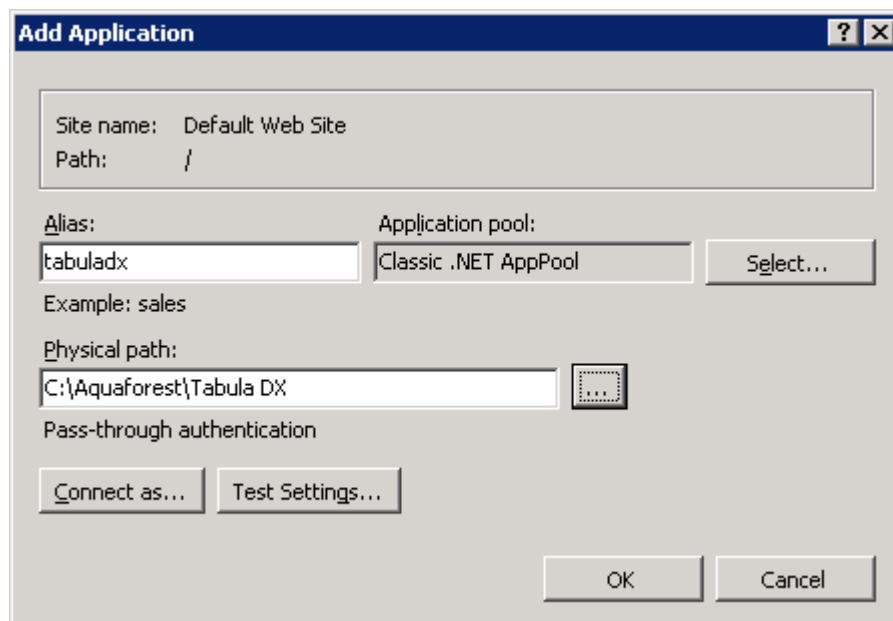 Add Application
Site name: Default Web Site
Path: /
Alias: Application pool:
tabuladx Classic .NET AppPool Select...
Example: sales
Physical path:
C:\Aquaforest\Tabula DX ...
Pass-through authentication
Connect as... Test Settings...
OK Cancel